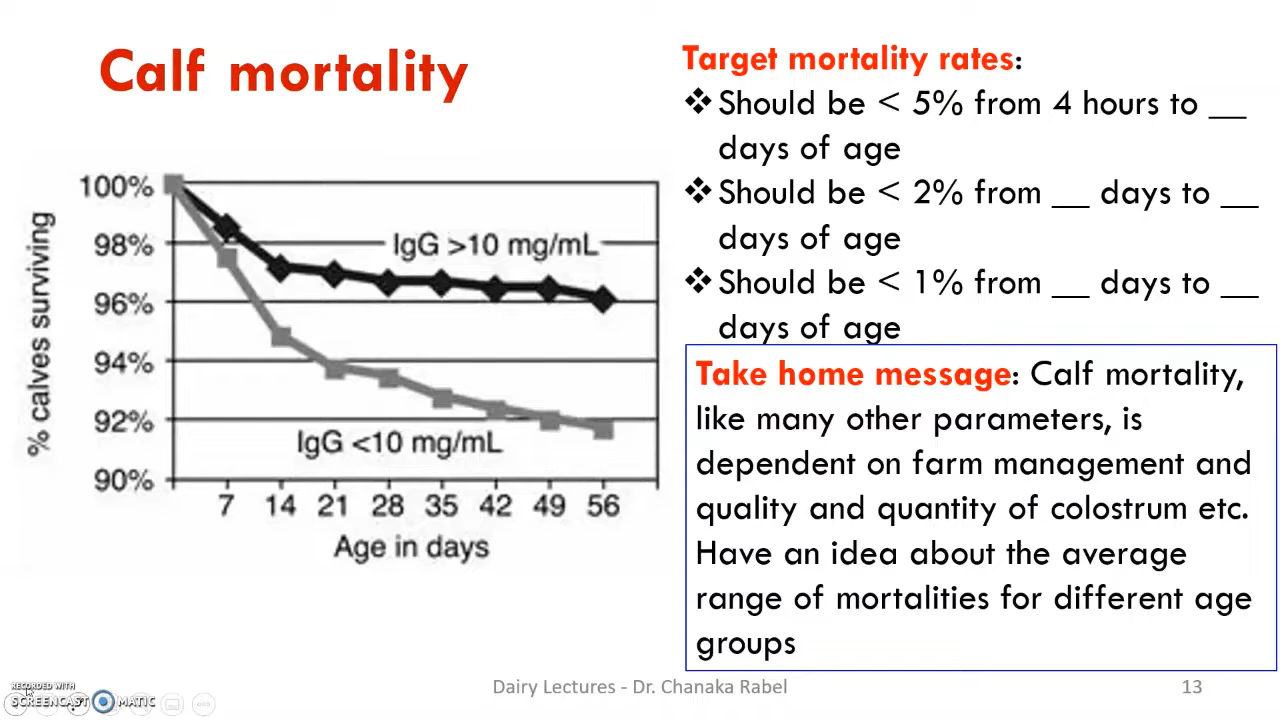 Calf mortality
Target mortality rates:
❖ Should be < 5% from 4 hours to __
days of age
❖ Should be < 2% from __ days to __
days of age
❖ Should be < 1% from __ days to __
days of age
% calves surviving
100%
98%
96%
94%
92%
90%
IgG >10 mg/mL
IgG <10 mg/mL
7 14 21 28 35 42 49 56
Age in days
Take home message: Calf mortality,
like many other parameters, is
dependent on farm management and
quality and quantity of colostrum etc.
Have an idea about the average
range of mortalities for different age
groups
RECORDED WITH
SCREENCAST MATIC
Dairy Lectures - Dr. Chanaka Rabel
13